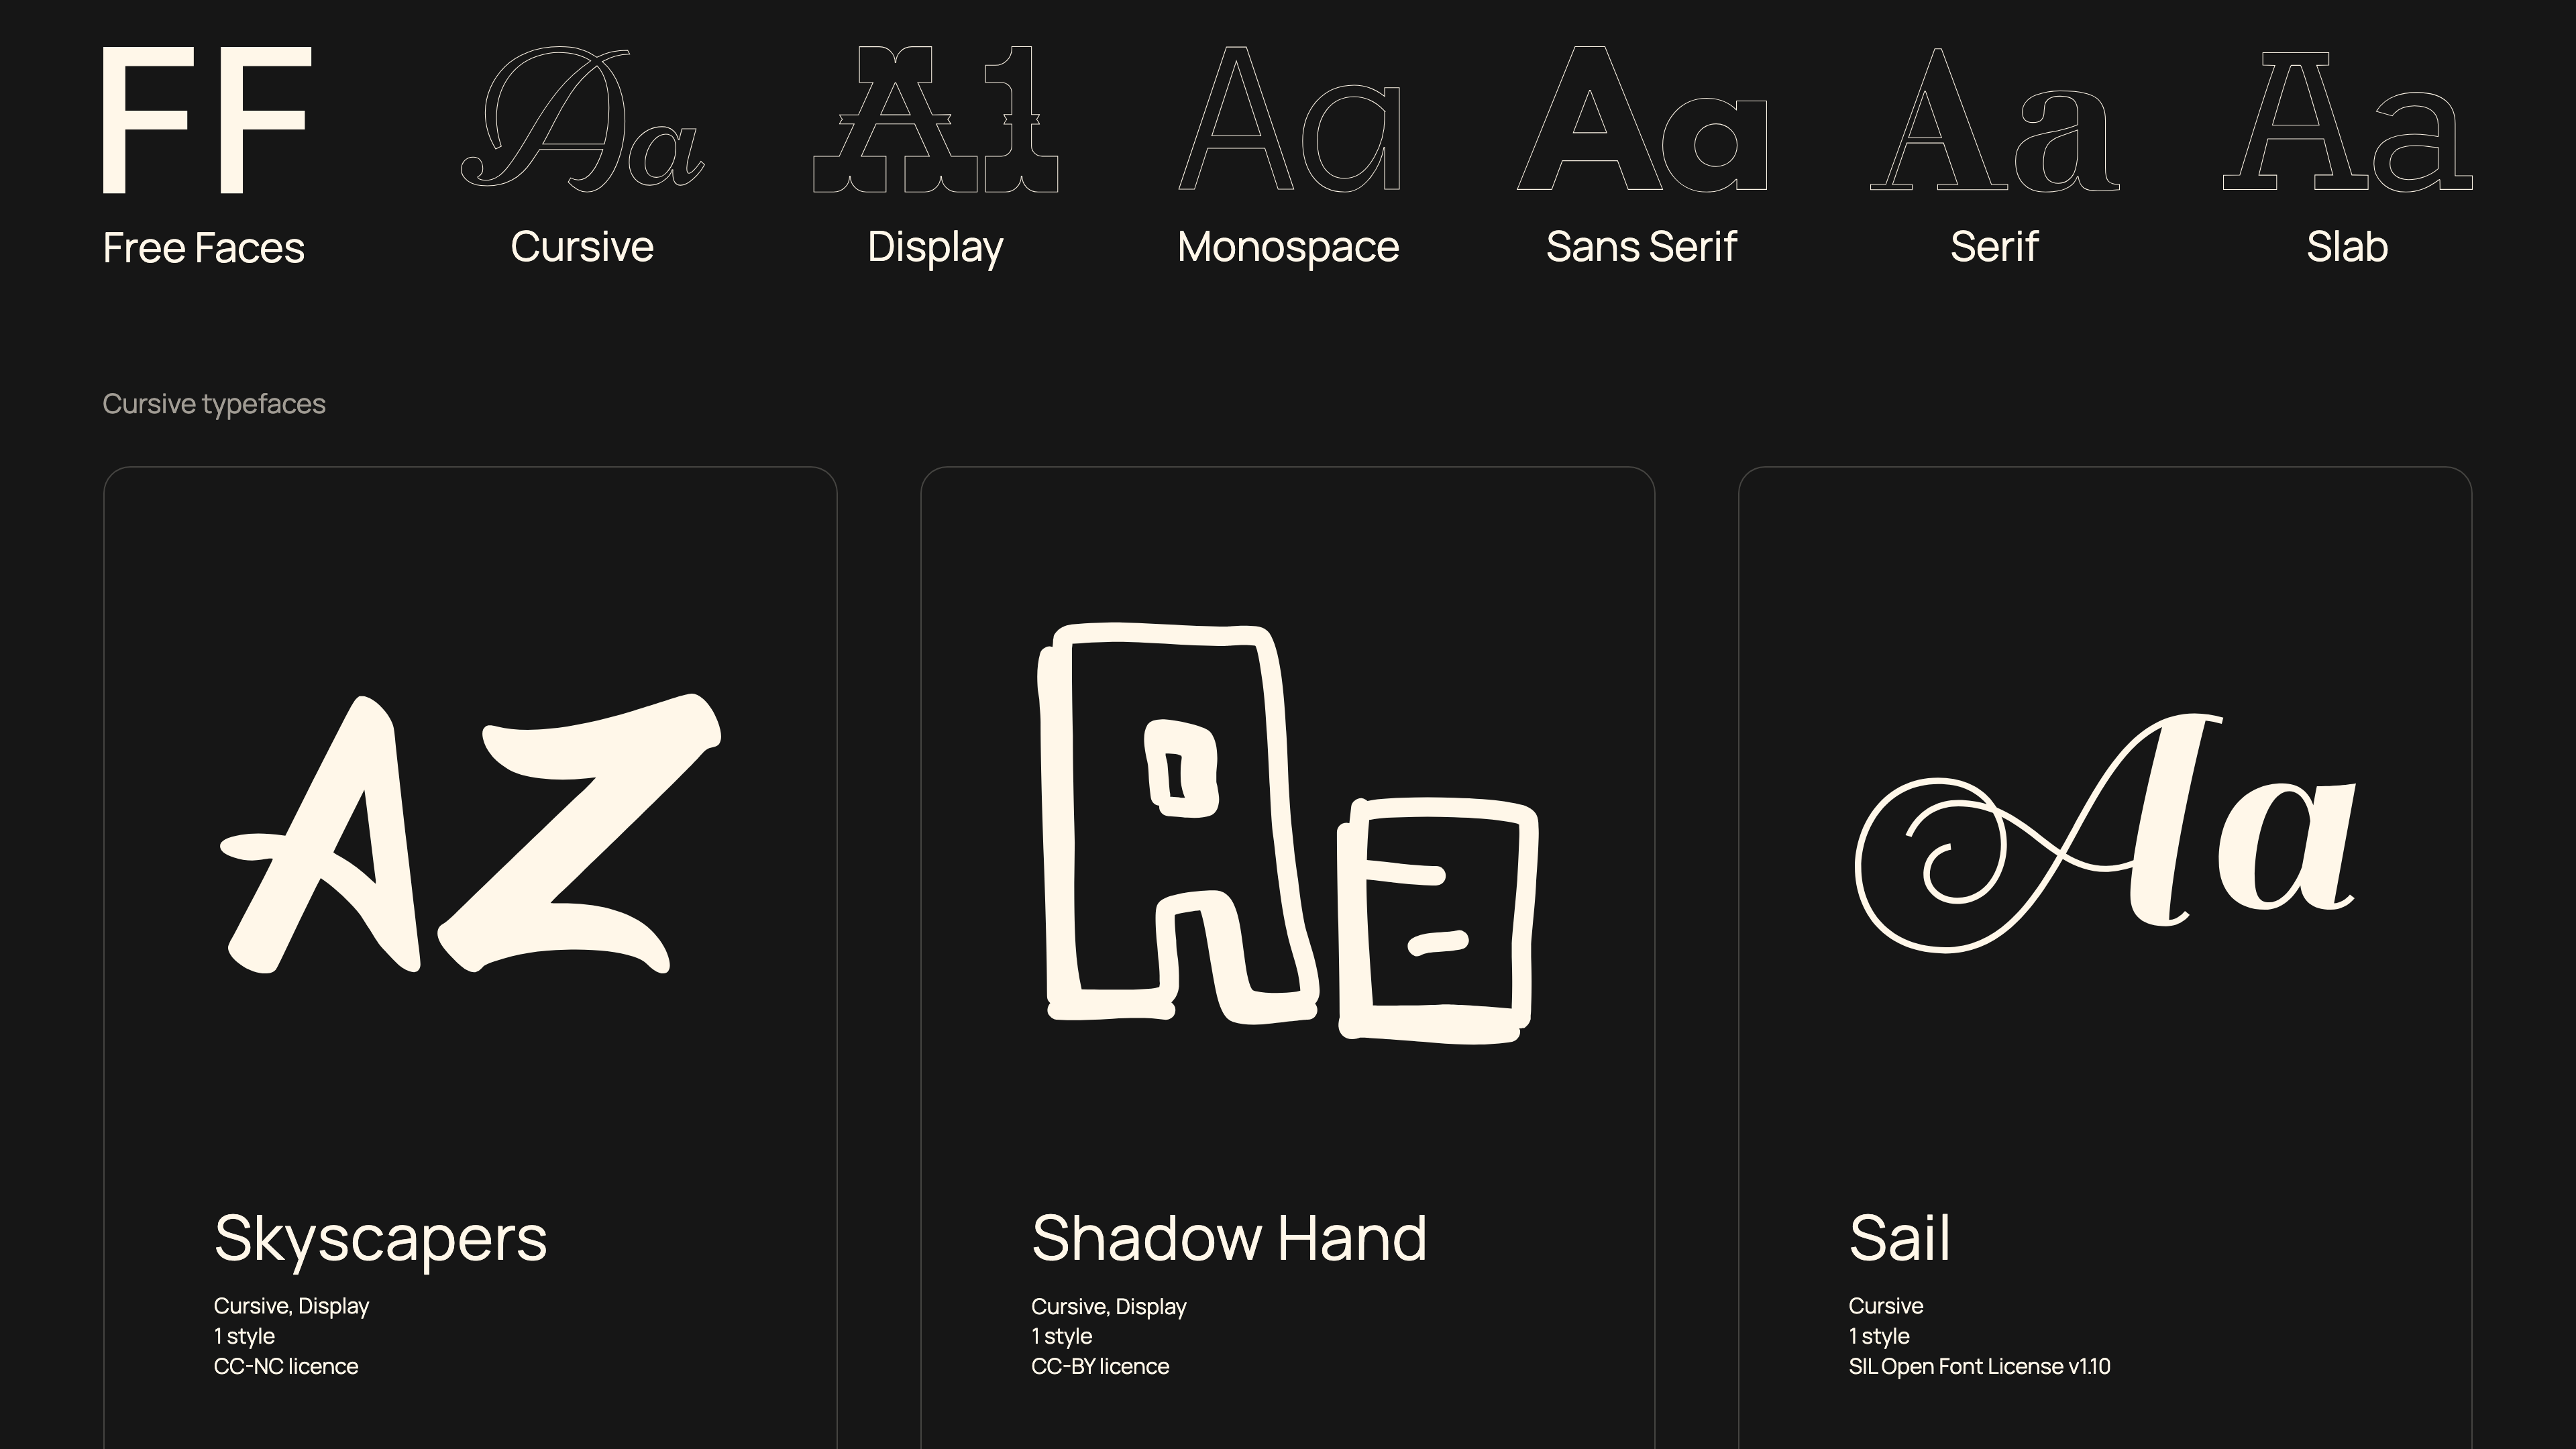 FF
Aa
A1
Aa
Aa
Aa
Aa
Free Faces
Cursive
Display
Monospace
Sans Serif
Serif
Slab
Cursive typefaces
AZ
Aa
Aa
Skyscapers
Cursive, Display
1 style
CC-NC licence
Shadow Hand
Cursive, Display
1 style
CC-BY licence
Sail
Cursive
1 style
SIL Open Font License v1.10